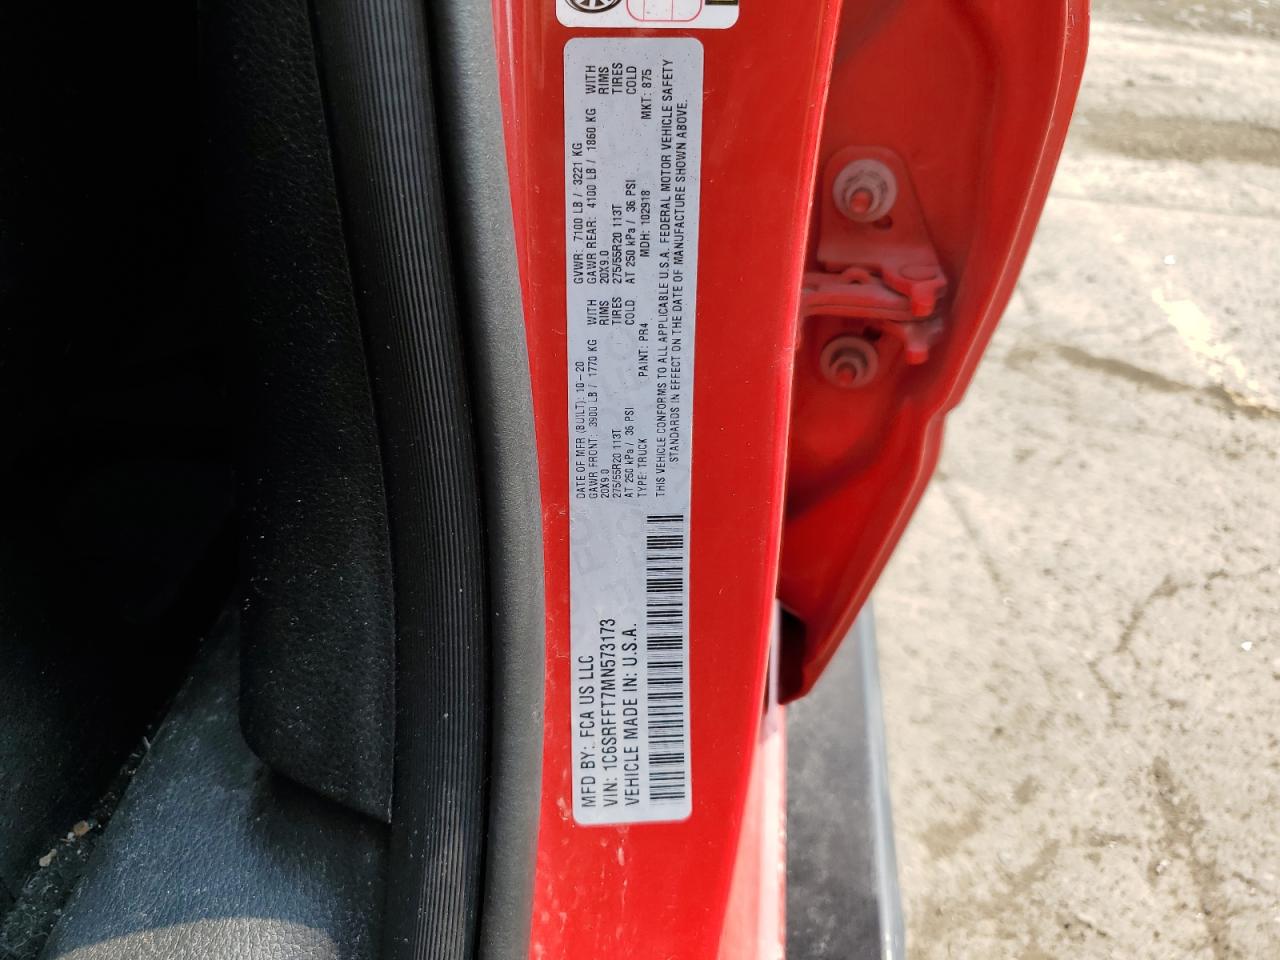 MFD BY: FCA US LLC
VIN: 1C6SRFFT7MN573173
VEHICLE MADE IN: U.S.A.
DATE OF MFR (BUILT): 10-20 GVWR: 7100 LB / 3221 KG
GAWR FRONT: 3900 LB / 1770 KG WITH GAWR REAR: 4100 LB / 1860 KG WITH
20X9.0 RIMS 20X9.0 RIMS
275/55R20 113T TIRES 275/55R20 113T TIRES
AT 250 kPa / 36 PSI COLD AT 250 kPa / 36 PSI COLD
TYPE: TRUCK PAINT: PR4 MDH: 102918 MKT: 875
THIS VEHICLE CONFORMS TO ALL APPLICABLE U.S.A. FEDERAL MOTOR VEHICLE SAFETY
STANDARDS IN EFFECT ON THE DATE OF MANUFACTURE SHOWN ABOVE.